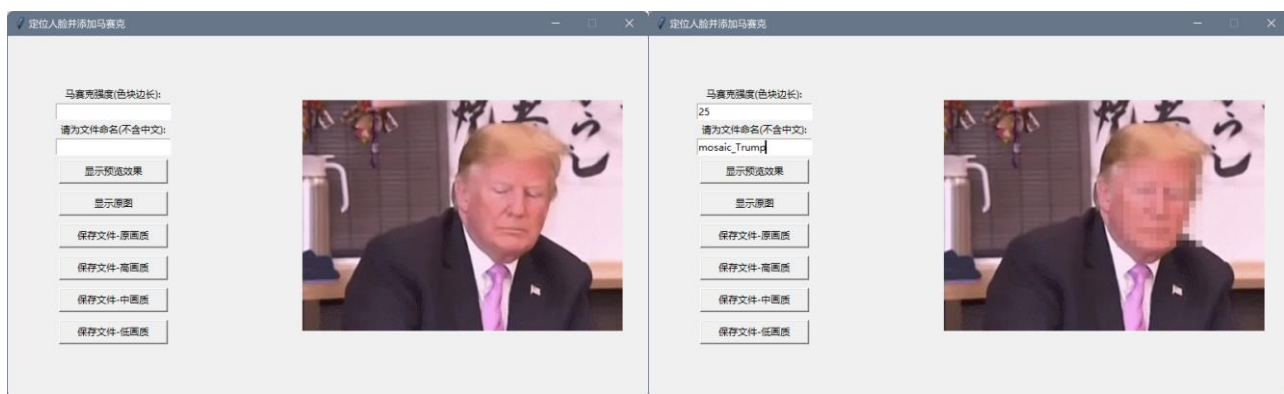 定位人脸并添加马赛克
马赛克强度(色块边长):
请为文件命名(不含中文):
显示预览效果
显示原图
保存文件-原画质
保存文件-高画质
保存文件-中画质
保存文件-低画质
定位人脸并添加马赛克
马赛克强度(色块边长):
25
请为文件命名(不含中文):
mosaic_Trump
显示预览效果
显示原图
保存文件-原画质
保存文件-高画质
保存文件-中画质
保存文件-低画质